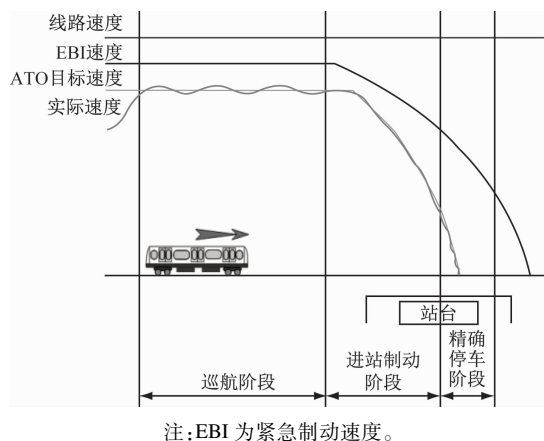 线路速度
EBI速度
ATO目标速度
实际速度
站台
巡航阶段
进站制动
阶段
精确
停车
阶段
注:EBI 为紧急制动速度。